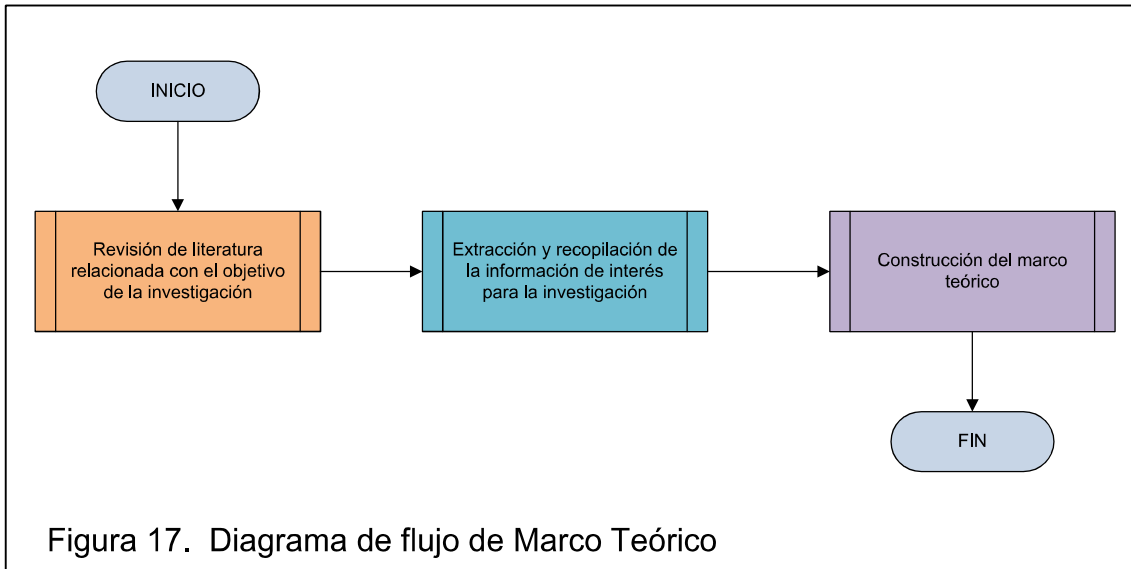 INICIO
Revisión de literatura
relacionada con el objetivo
de la investigación
Extracción y recopilación de
la información de interés
para la investigación
Construcción del marco
teórico
FIN
Figura 17.  Diagrama de flujo de Marco Teórico